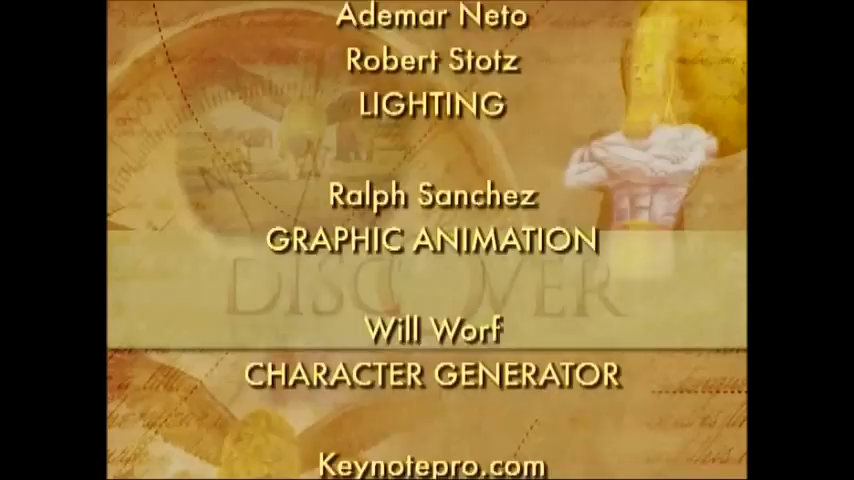 Ademar Neto
Robert Stotz
LIGHTING
Ralph Sanchez
GRAPHIC ANIMATION
DISCOVER
Will Worf
CHARACTER GENERATOR
Keynotepro.com